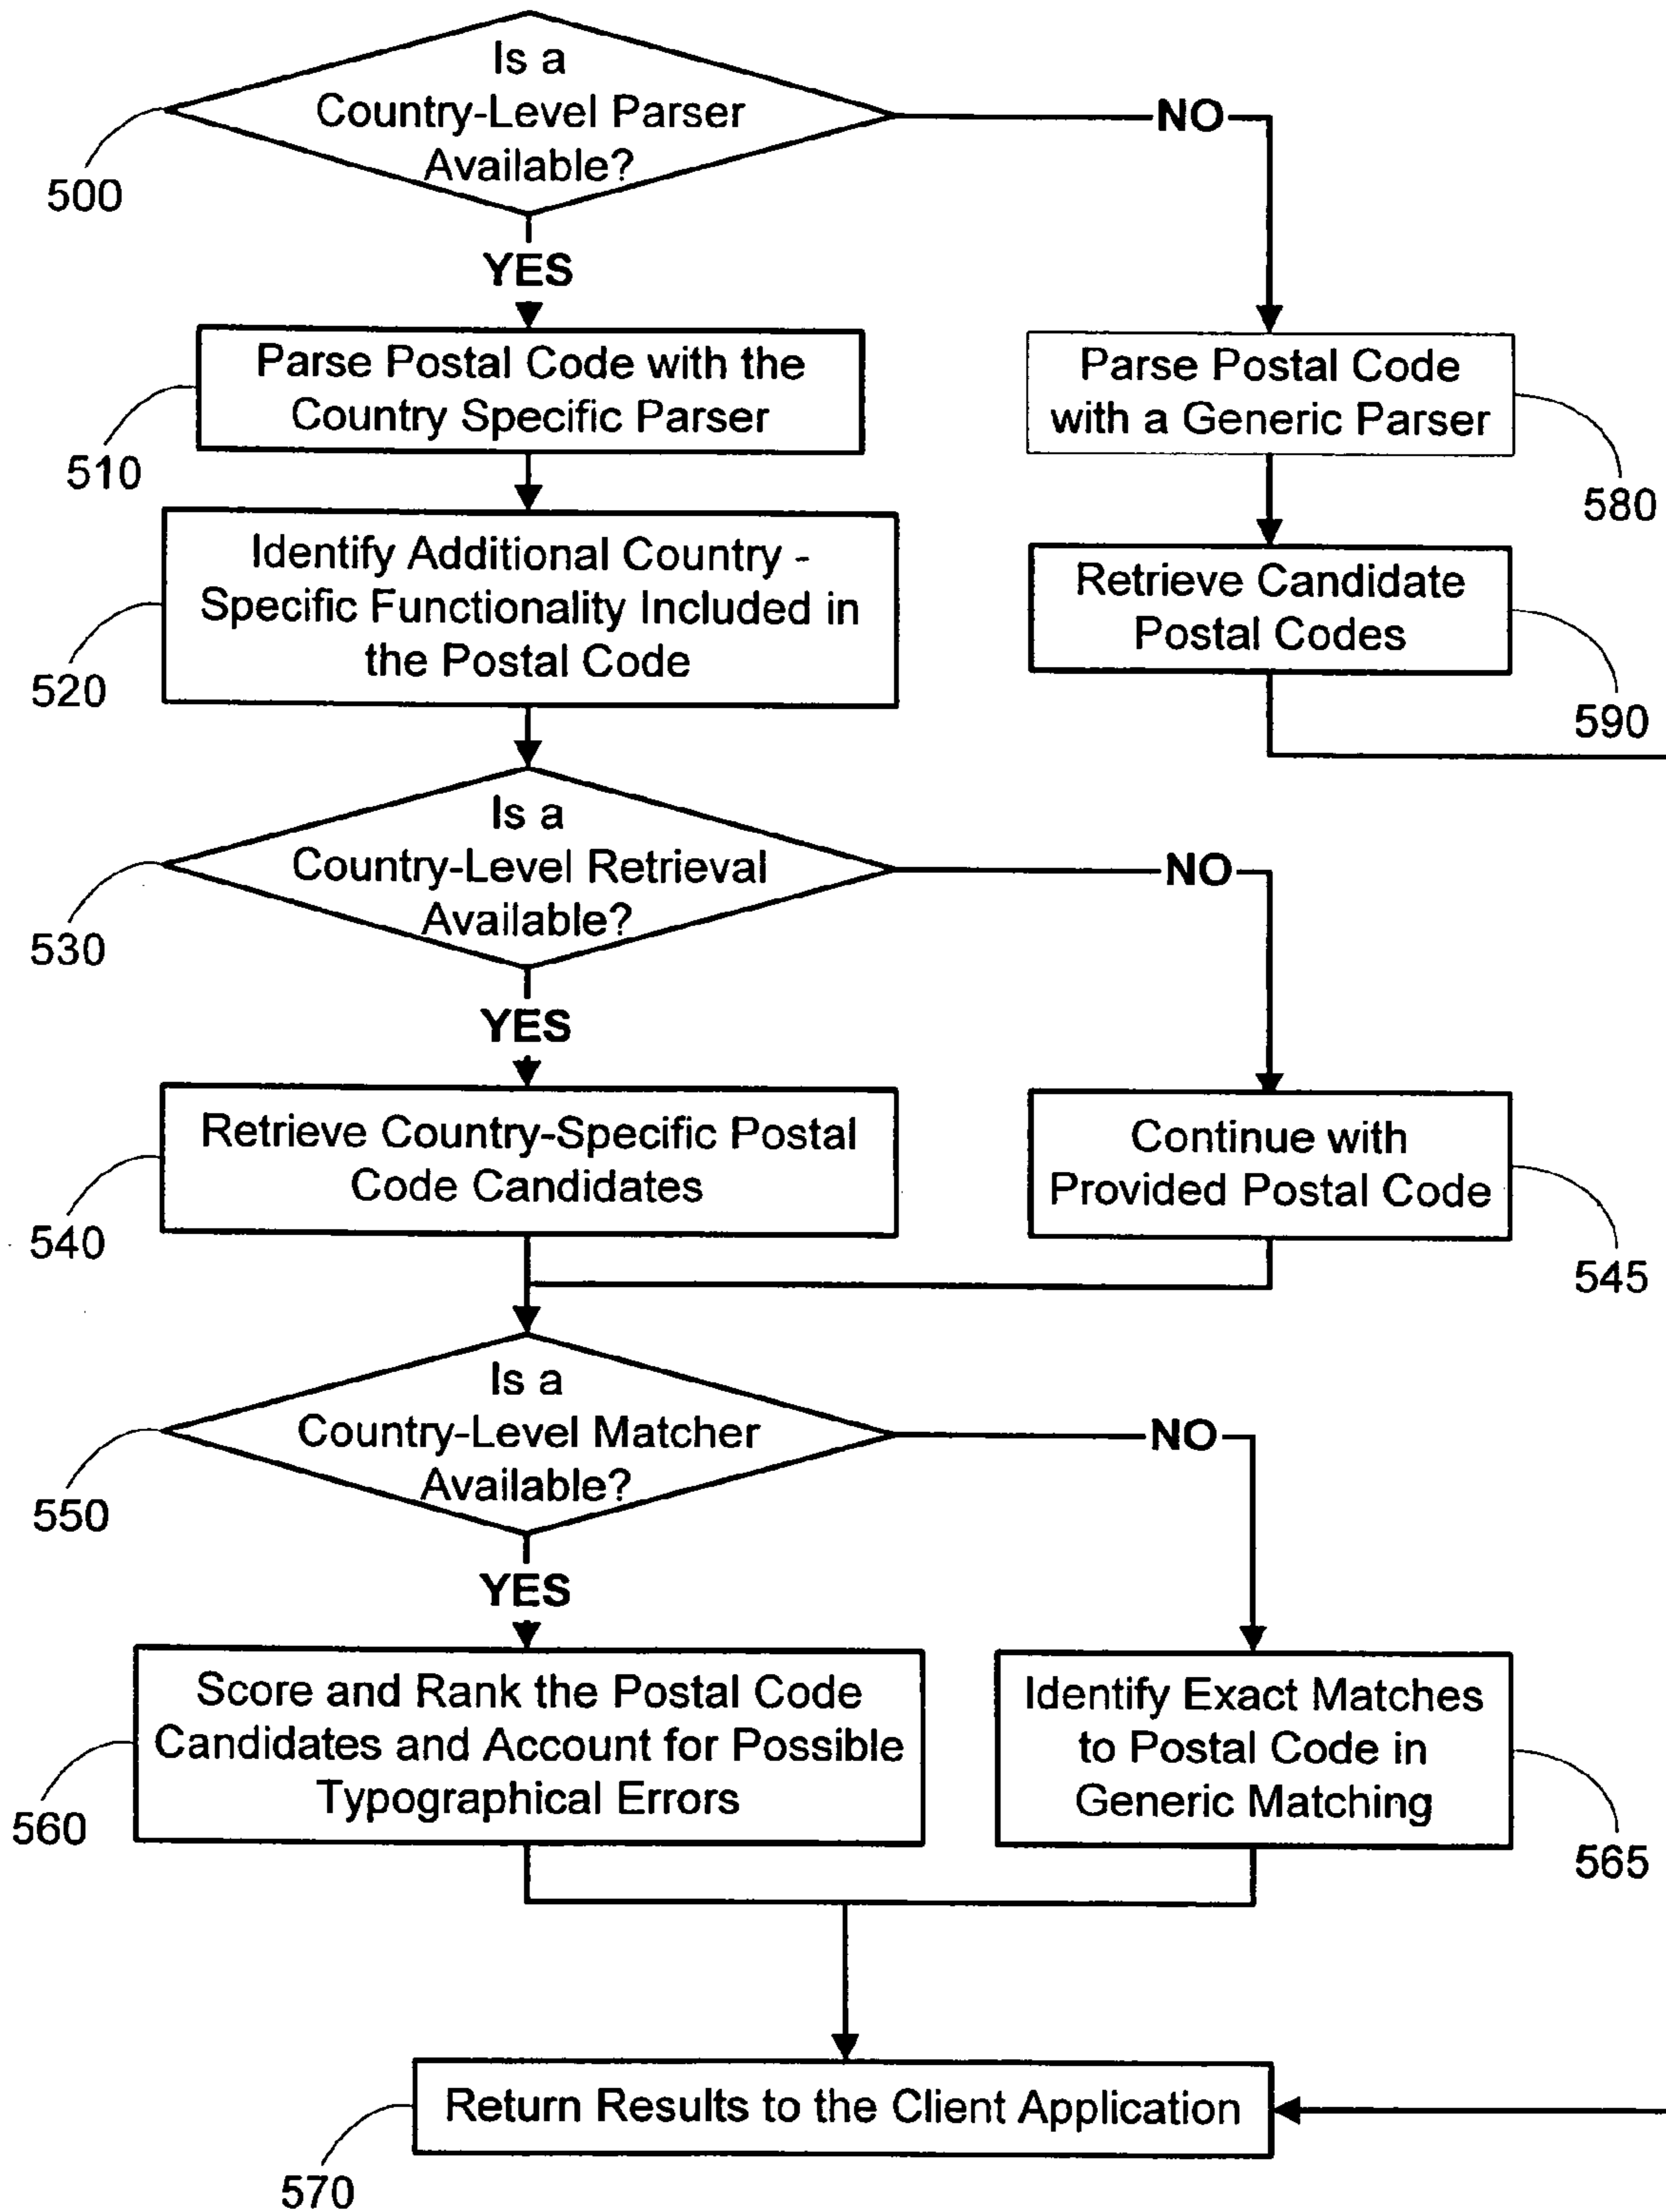 Is a
Country-Level Parser
Available?
NO
500
YES
Parse Postal Code with the
Country Specific Parser
510
Parse Postal Code
with a Generic Parser
580
Identify Additional Country -
Specific Functionality Included in
the Postal Code
520
Retrieve Candidate
Postal Codes
590
Is a
Country-Level Retrieval
Available?
NO
530
YES
Retrieve Country-Specific Postal
Code Candidates
540
Continue with
Provided Postal Code
545
Is a
Country-Level Matcher
Available?
NO
550
YES
Score and Rank the Postal Code
Candidates and Account for Possible
Typographical Errors
560
Identify Exact Matches
to Postal Code in
Generic Matching
565
Return Results to the Client Application
570